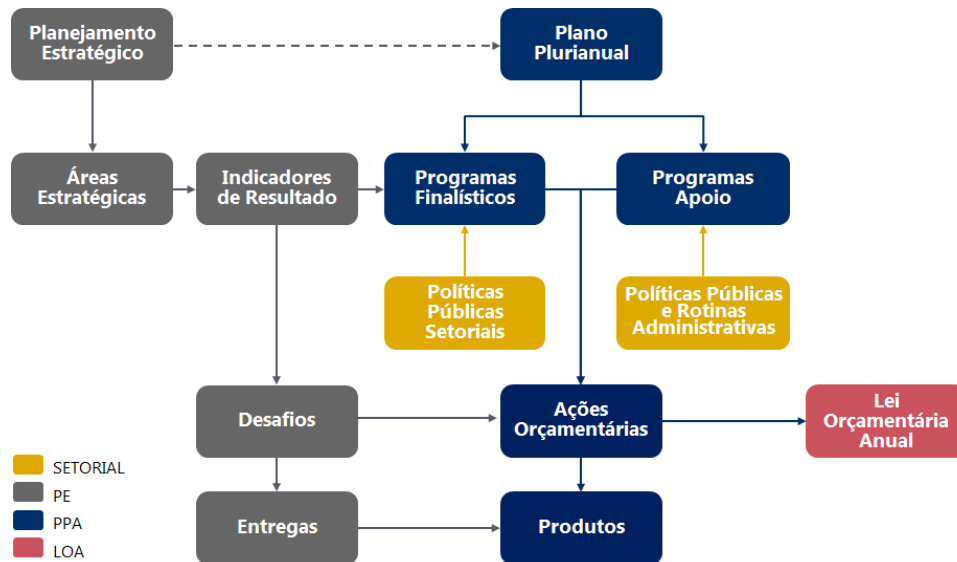 Planejamento
Estratégico
Plano
Plurianual
Áreas
Estratégicas
Indicadores
de Resultado
Programas
Finalísticos
Programas
Apoio
Políticas
Públicas
Setoriais
Políticas Públicas
e Rotinas
Administrativas
Desafios
Ações
Orçamentárias
Lei
Orçamentária
Anual
Entregas
Produtos
SETORIAL
PE
PPA
LOA